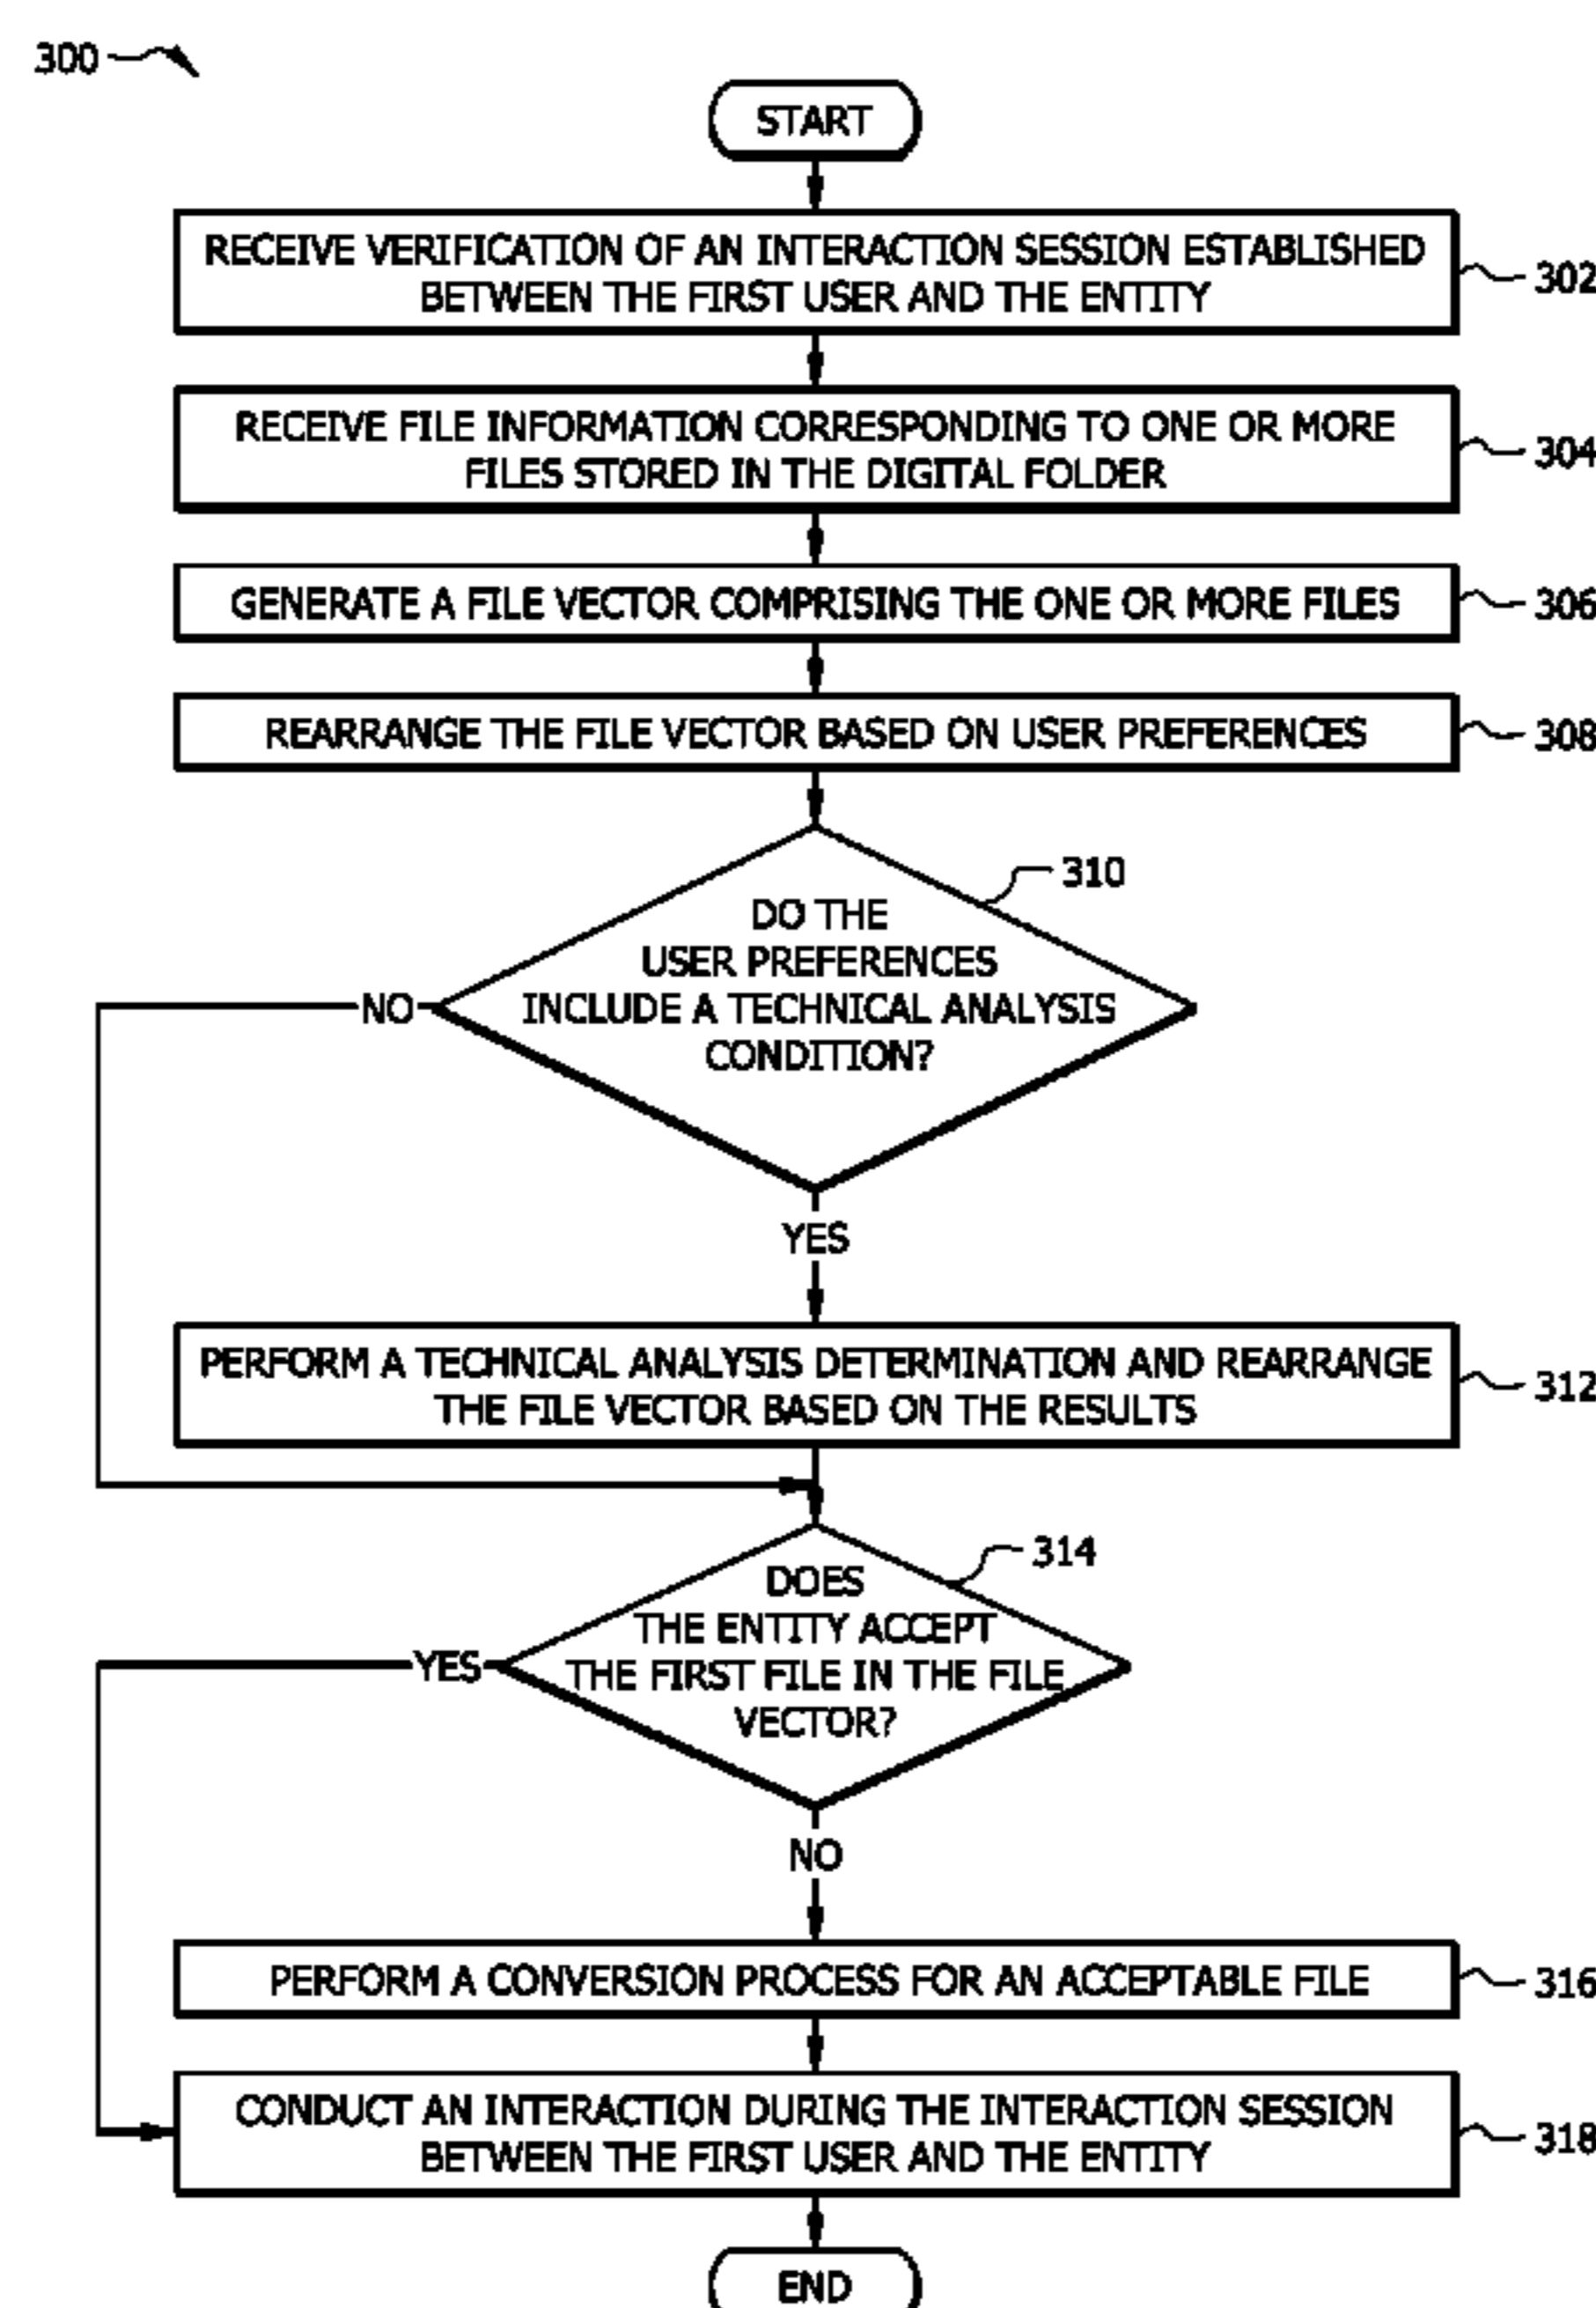 300
START
RECEIVE VERIFICATION OF AN INTERACTION SESSION ESTABLISHED
BETWEEN THE FIRST USER AND THE ENTITY
302
RECEIVE FILE INFORMATION CORRESPONDING TO ONE OR MORE
FILES STORED IN THE DIGITAL FOLDER
304
GENERATE A FILE VECTOR COMPRISING THE ONE OR MORE FILES
306
REARRANGE THE FILE VECTOR BASED ON USER PREFERENCES
308
310
DO THE
USER PREFERENCES
INCLUDE A TECHNICAL ANALYSIS
CONDITION?
NO
YES
PERFORM A TECHNICAL ANALYSIS DETERMINATION AND REARRANGE
THE FILE VECTOR BASED ON THE RESULTS
312
314
DOES
THE ENTITY ACCEPT
THE FIRST FILE IN THE FILE
VECTOR?
YES
NO
PERFORM A CONVERSION PROCESS FOR AN ACCEPTABLE FILE
316
CONDUCT AN INTERACTION DURING THE INTERACTION SESSION
BETWEEN THE FIRST USER AND THE ENTITY
318
END